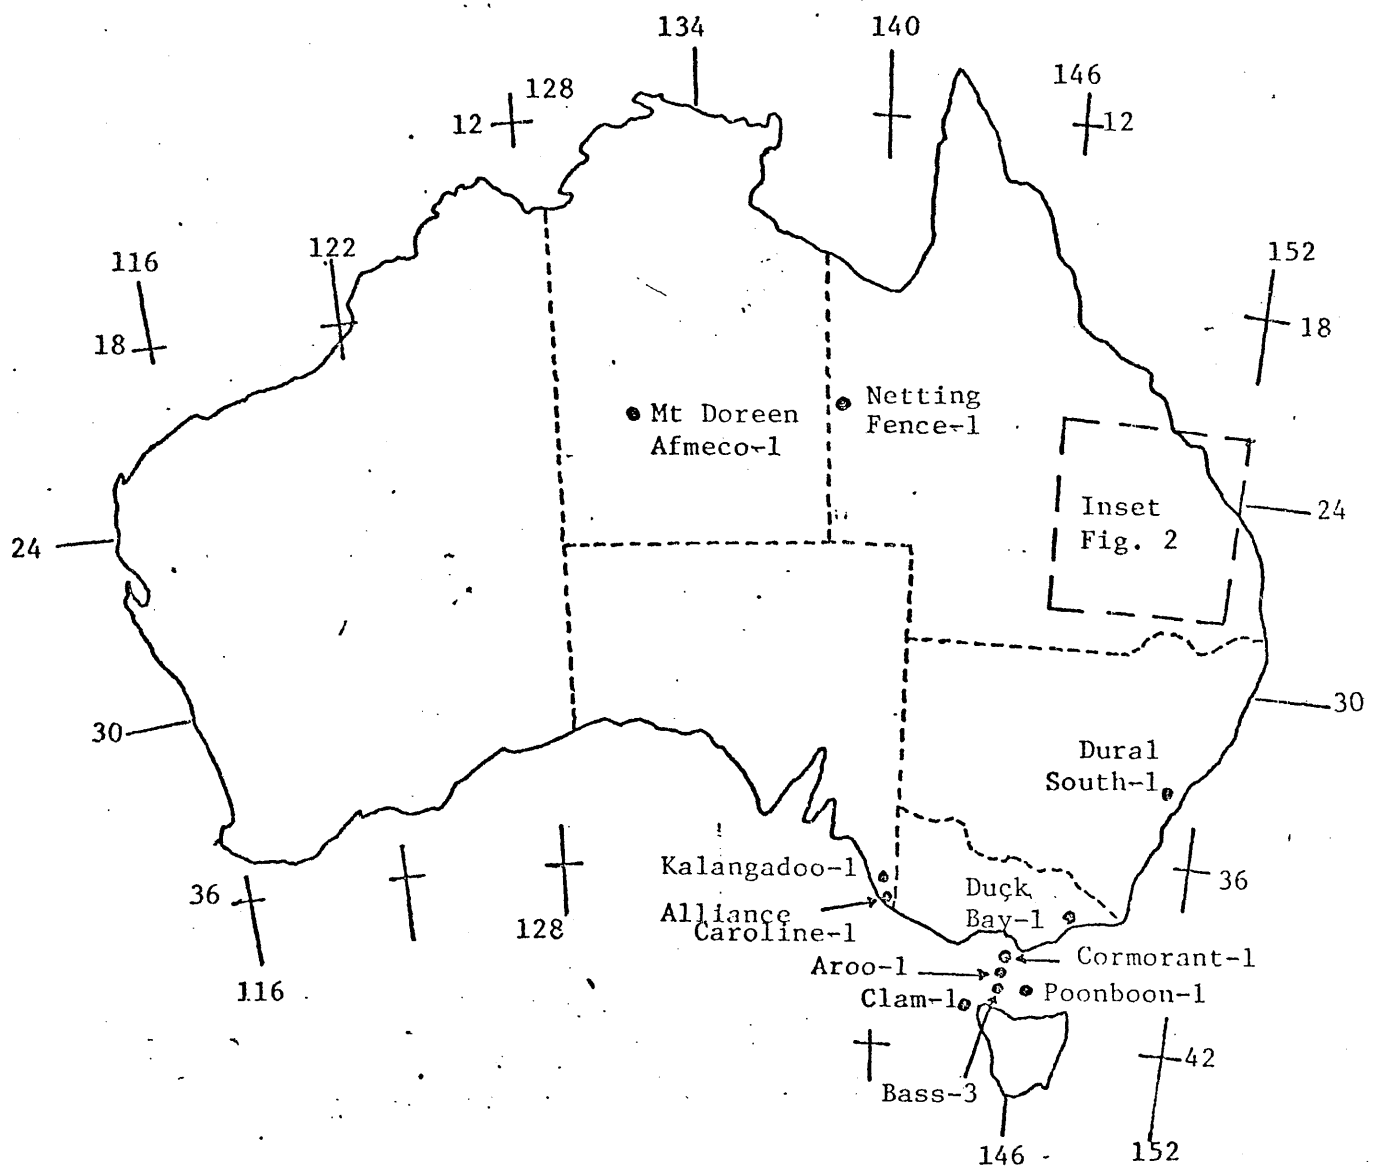 134
140
128
146
12
12
122
116
152
18
18
Netting
Fence-1
Mt Doreen
Afmeco-1
Inset
Fig. 2
24
24
30
30
Dural
South-1
Kalangadoo-1
36
36
Duck
Bay-1
Alliance
Caroline-1
128
Cormorant-1
Aroo-1
116
Clam-1
Poonboon-1
42
Bass-3
146
152